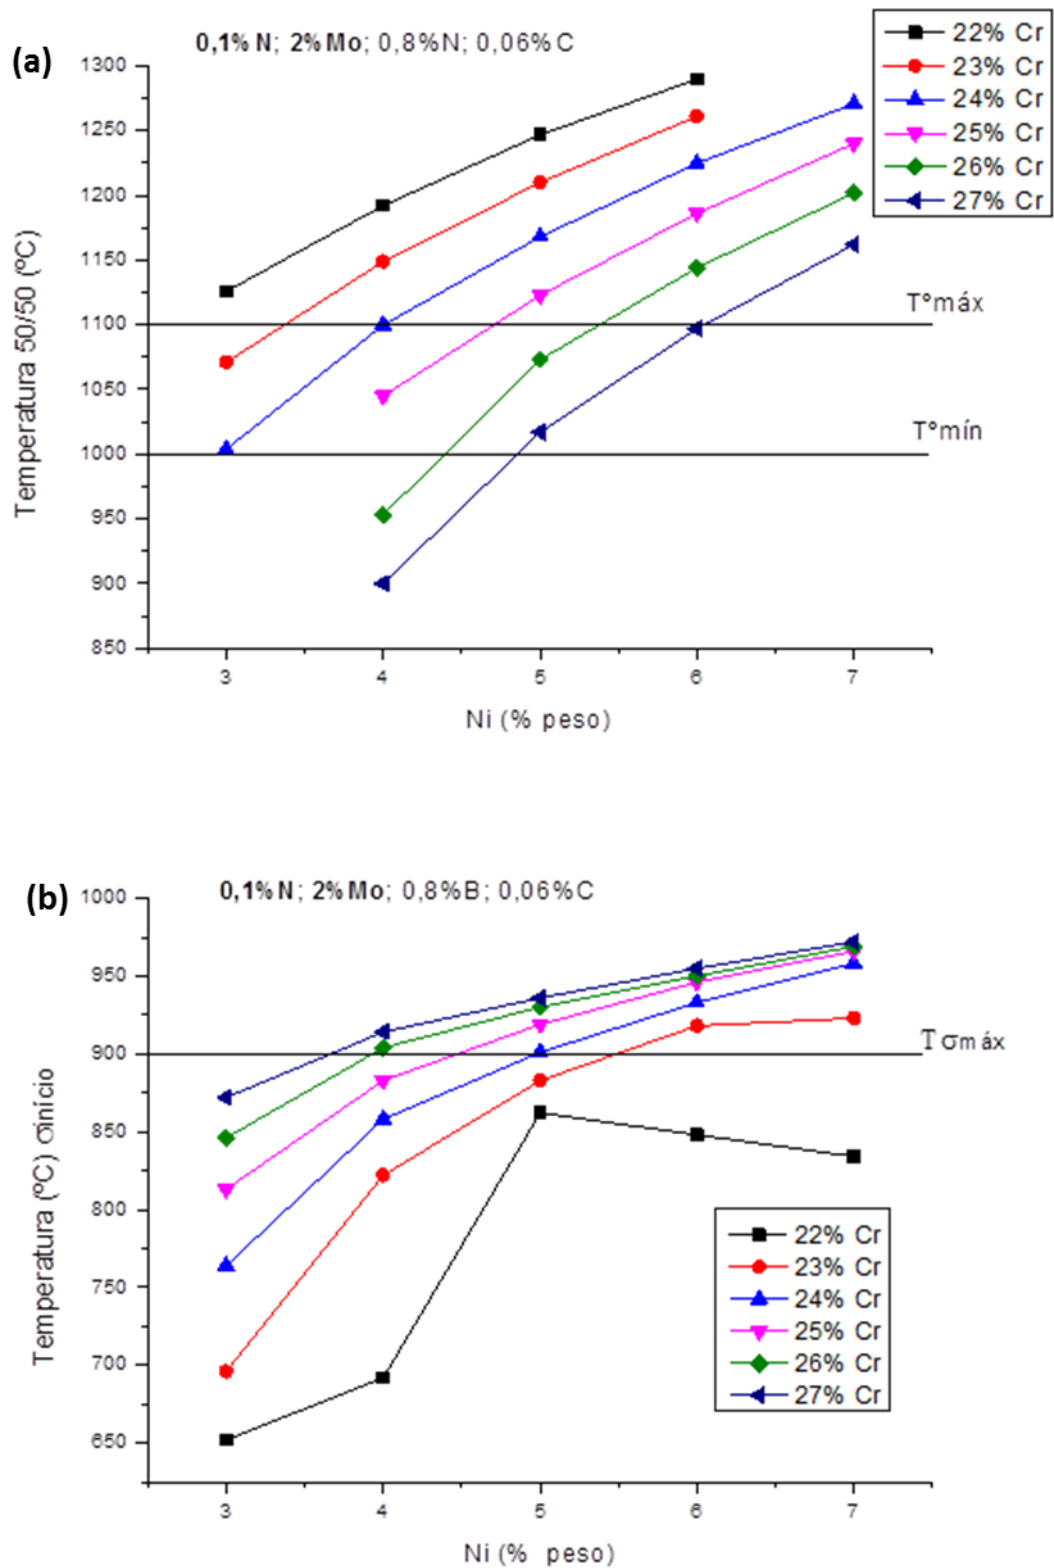 (a)
0,1%N; 2%Mo; 0,8%N; 0,06%C
22% Cr
23% Cr
24% Cr
25% Cr
26% Cr
27% Cr
1300
1250
1200
1150
1100
1050
1000
950
900
850
Temperatura 50/50 (ºC)
T°máx
T°mín
3 4 5 6 7
Ni (% peso)
(b)
0,1%N; 2%Mo; 0,8%B; 0,06%C
1000
950
900
850
800
750
700
650
Temperatura (ºC) σinício
Tσmáx
22% Cr
23% Cr
24% Cr
25% Cr
26% Cr
27% Cr
3 4 5 6 7
Ni (% peso)